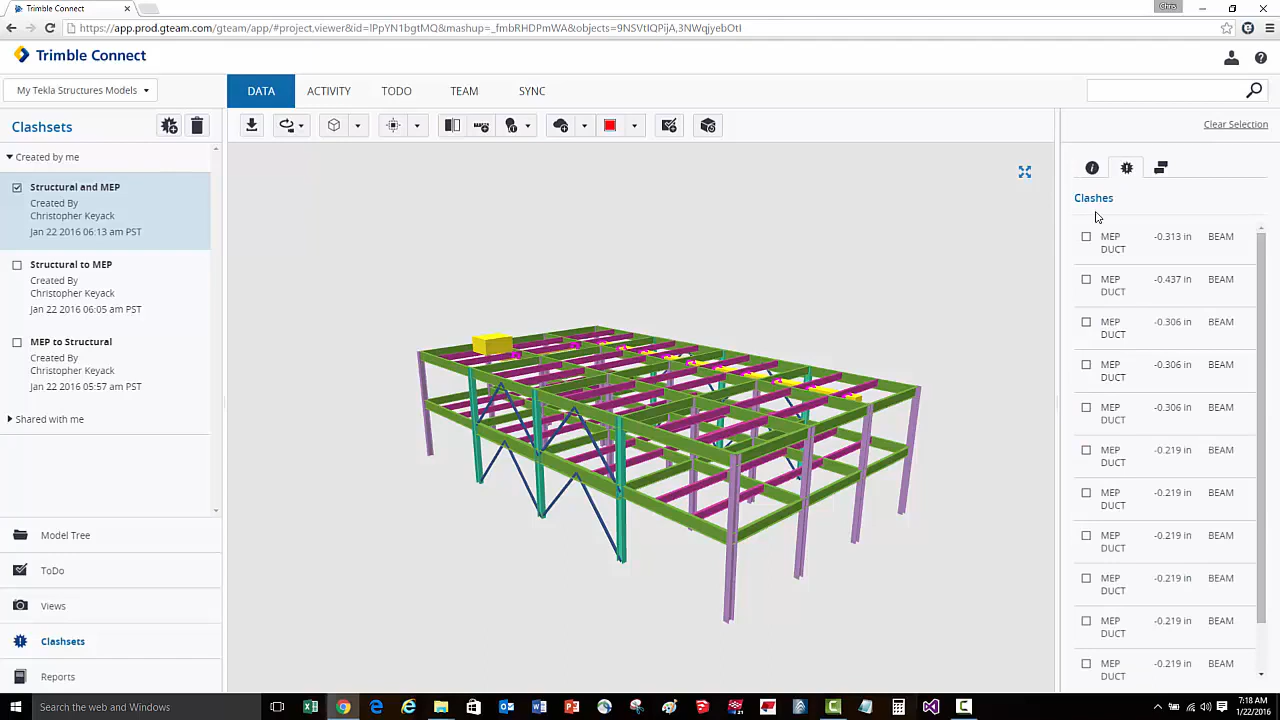 Trimble Connect
Chris
https://app.prod.gteam.com/gteam/app/#project.viewer&id=lPpYN1bgtMQ&mashup=_fmbRHDPmWA&objects=9NSVtIQPijA,3NWqjyebOtI
Trimble Connect
My Tekla Structures Models
DATA
ACTIVITY
TODO
TEAM
SYNC
Clashsets
Created by me
Structural and MEP
Created By
Christopher Keyack
Jan 22 2016 06:13 am PST
Structural to MEP
Created By
Christopher Keyack
Jan 22 2016 06:05 am PST
MEP to Structural
Created By
Christopher Keyack
Jan 22 2016 05:57 am PST
Shared with me
Model Tree
ToDo
Views
Clashsets
Reports
Clear Selection
Clashes
MEP DUCT -0.313 in BEAM
MEP DUCT -0.437 in BEAM
MEP DUCT -0.306 in BEAM
MEP DUCT -0.306 in BEAM
MEP DUCT -0.306 in BEAM
MEP DUCT -0.219 in BEAM
MEP DUCT -0.219 in BEAM
MEP DUCT -0.219 in BEAM
MEP DUCT -0.219 in BEAM
MEP DUCT -0.219 in BEAM
MEP DUCT -0.219 in BEAM
Search the web and Windows
7:18 AM
1/22/2016